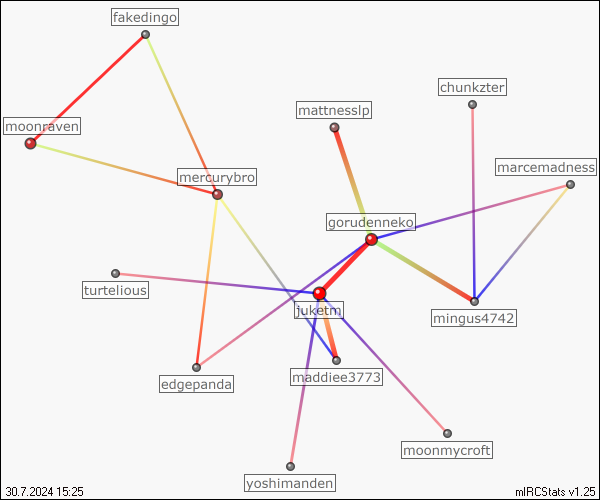 fakedingo
chunkzter
mattnesslp
moonraven
marcemadness
mercurybro
gorudenneko
turtelious
juketm
mingus4742
maddiee3773
edgepanda
moonmycroft
yoshimanden
30.7.2024 15:25
mIRCStats v1.25